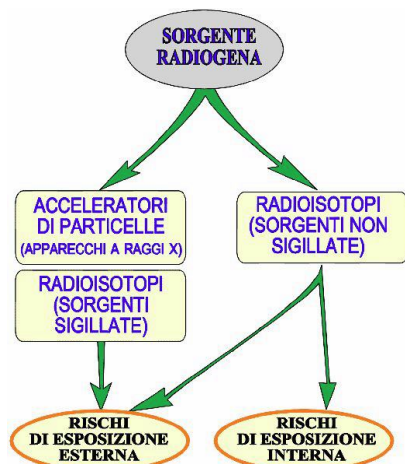 SORGENTE
RADIOGENA
ACCELERATORI
DI PARTICELLE
(APPARECCHI A RAGGI X)
RADIOISOTOPI
(SORGENTI
SIGILLATE)
RADIOISOTOPI
(SORGENTI NON
SIGILLATE)
RISCHI
DI ESPOSIZIONE
ESTERNA
RISCHI
DI ESPOSIZIONE
INTERNA